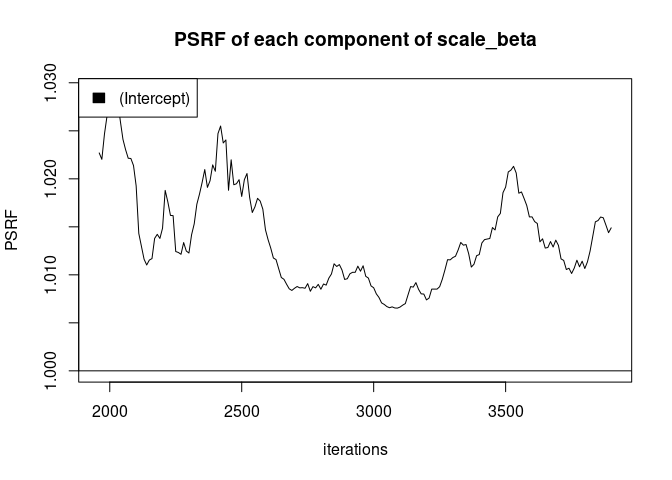 PSRF of each component of scale_beta
(Intercept)
PSRF
1.030
1.020
1.010
1.000
2000 2500 3000 3500
iterations